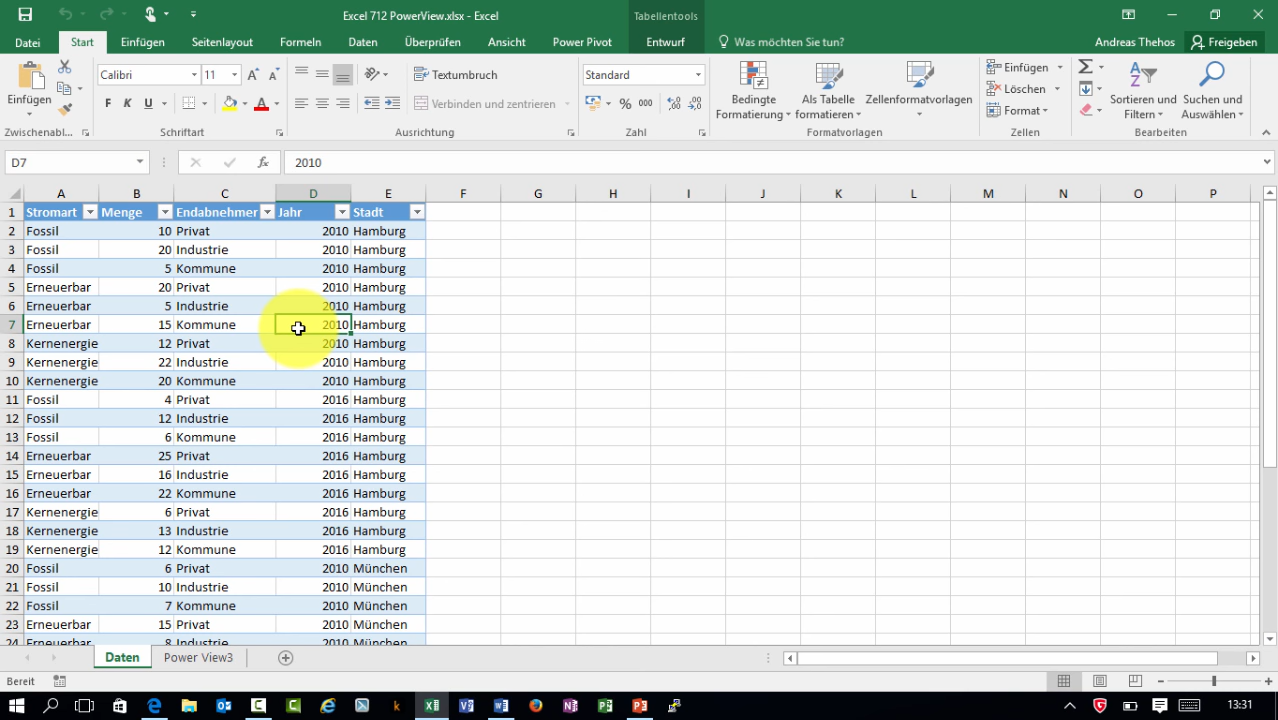 Excel 712 PowerView.xlsx - Excel
Tabellentools
Datei Start Einfügen Seitenlayout Formeln Daten Überprüfen Ansicht Power Pivot Entwurf Was möchten Sie tun? Andreas Thehos Freigeben
Einfügen
Zwischenabl...
Calibri 11
F K U
Schriftart
Textumbruch
Verbinden und zentrieren
Ausrichtung
Standard
% 000
Zahl
Bedingte Formatierung
Als Tabelle formatieren
Zellenformatvorlagen
Formatvorlagen
Einfügen
Löschen
Format
Zellen
Sortieren und Filtern
Suchen und Auswählen
Bearbeiten
D7 fx 2010
A B C D E F G H I J K L M N O P
1 Stromart Menge Endabnehmer Jahr Stadt
2 Fossil 10 Privat 2010 Hamburg
3 Fossil 20 Industrie 2010 Hamburg
4 Fossil 5 Kommune 2010 Hamburg
5 Erneuerbar 20 Privat 2010 Hamburg
6 Erneuerbar 5 Industrie 2010 Hamburg
7 Erneuerbar 15 Kommune 2010 Hamburg
8 Kernenergie 12 Privat 2010 Hamburg
9 Kernenergie 22 Industrie 2010 Hamburg
10 Kernenergie 20 Kommune 2010 Hamburg
11 Fossil 4 Privat 2016 Hamburg
12 Fossil 12 Industrie 2016 Hamburg
13 Fossil 6 Kommune 2016 Hamburg
14 Erneuerbar 25 Privat 2016 Hamburg
15 Erneuerbar 16 Industrie 2016 Hamburg
16 Erneuerbar 22 Kommune 2016 Hamburg
17 Kernenergie 6 Privat 2016 Hamburg
18 Kernenergie 13 Industrie 2016 Hamburg
19 Kernenergie 12 Kommune 2016 Hamburg
20 Fossil 6 Privat 2010 München
21 Fossil 10 Industrie 2010 München
22 Fossil 7 Kommune 2010 München
23 Erneuerbar 15 Privat 2010 München
24 Erneuerbar 8 Industrie 2010 München
Daten Power View3
Bereit
13:31